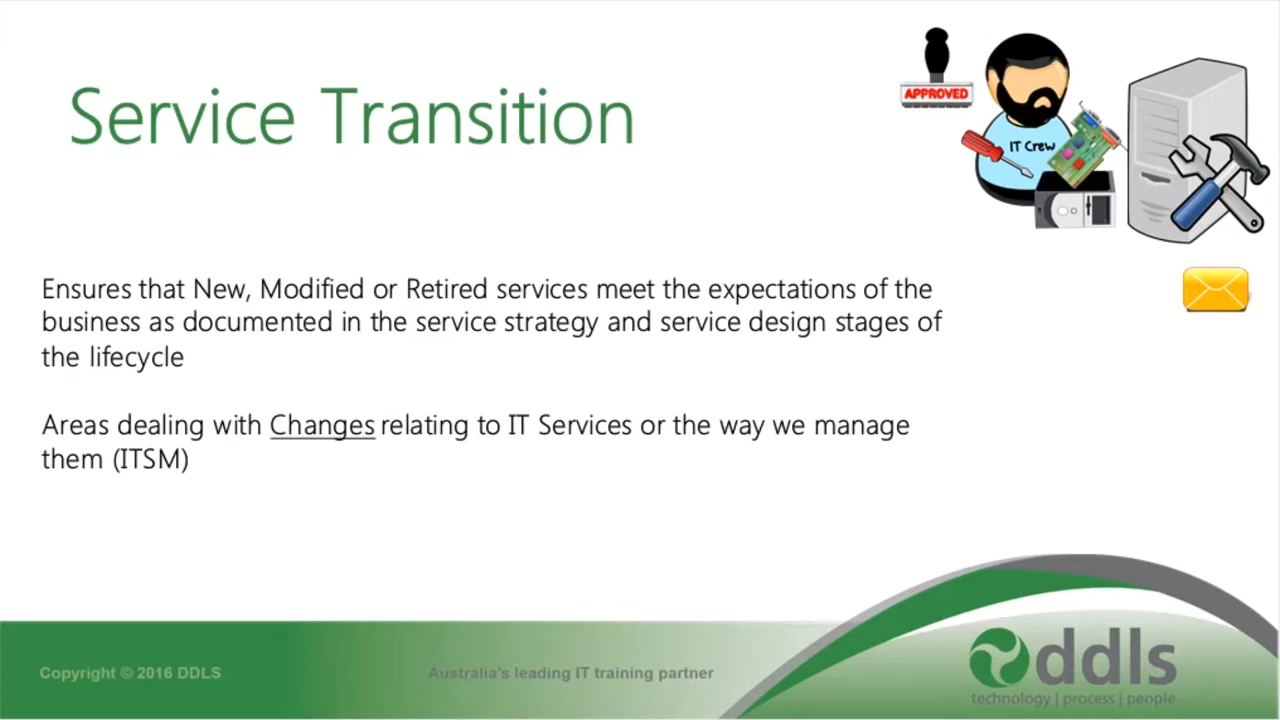 Service Transition
APPROVED
IT Crew
Ensures that New, Modified or Retired services meet the expectations of the
business as documented in the service strategy and service design stages of
the lifecycle
Areas dealing with Changes relating to IT Services or the way we manage
them (ITSM)
Copyright © 2016 DDLS
Australia's leading IT training partner
ddls
technology | process | people